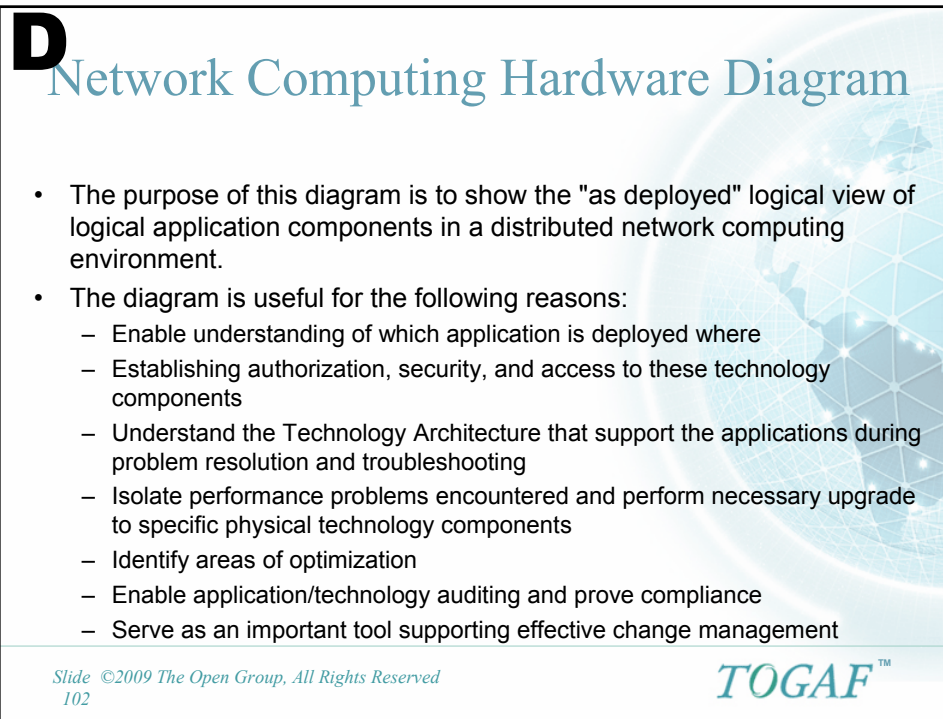 D
Network Computing Hardware Diagram
• The purpose of this diagram is to show the "as deployed" logical view of
logical application components in a distributed network computing
environment.
• The diagram is useful for the following reasons:
– Enable understanding of which application is deployed where
– Establishing authorization, security, and access to these technology
components
– Understand the Technology Architecture that support the applications during
problem resolution and troubleshooting
– Isolate performance problems encountered and perform necessary upgrade
to specific physical technology components
– Identify areas of optimization
– Enable application/technology auditing and prove compliance
– Serve as an important tool supporting effective change management
Slide ©2009 The Open Group, All Rights Reserved
102
TOGAF™